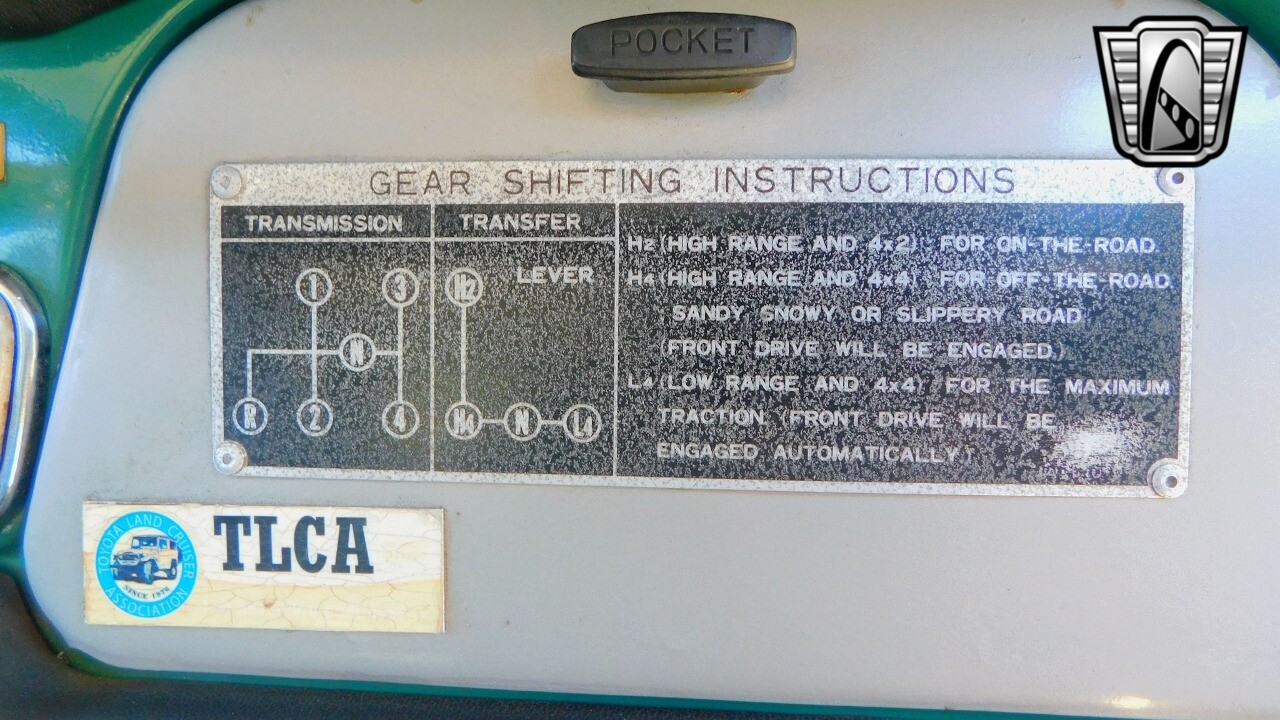 POCKET
GEAR SHIFTING INSTRUCTIONS
TRANSMISSION
1 3
N
R 2 4
TRANSFER
LEVER
H2
H4 N L4
H2 (HIGH RANGE AND 4x2) FOR ON-THE-ROAD
H4 (HIGH RANGE AND 4x4) FOR OFF-THE-ROAD
SANDY, SNOWY OR SLIPPERY ROAD
(FRONT DRIVE WILL BE ENGAGED.)
L4 (LOW RANGE AND 4x4) FOR THE MAXIMUM
TRACTION (FRONT DRIVE WILL BE
ENGAGED AUTOMATICALLY)
TLCA
TOYOTA LAND CRUISER
SINCE 1976
ASSOCIATION